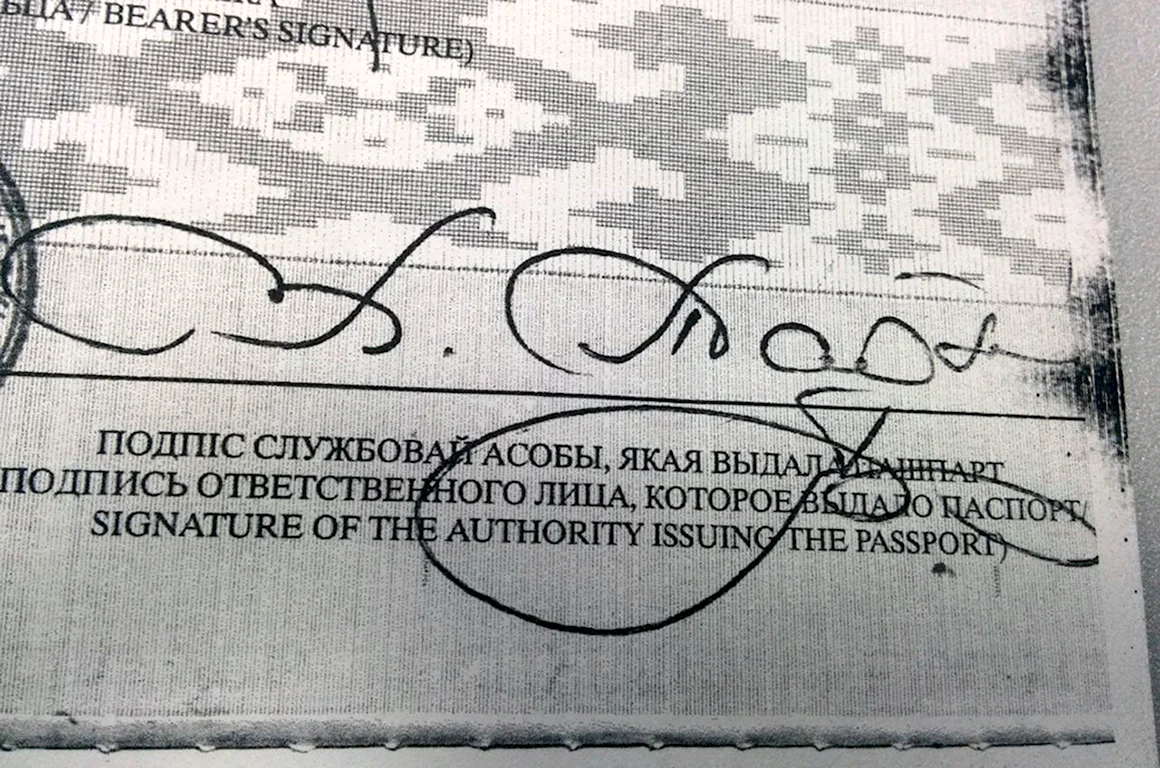 ЬЦА / BEARER'S SIGNATURE)
ПОДПІС СЛУЖБОВАЙ АСОБЫ, ЯКАЯ ВЫДАЛА ПАШПАРТ
ПОДПИСЬ ОТВЕТСТВЕННОГО ЛИЦА, КОТОРОЕ ВЫДАЛО ПАСПОРТ/
SIGNATURE OF THE AUTHORITY ISSUING THE PASSPORT)